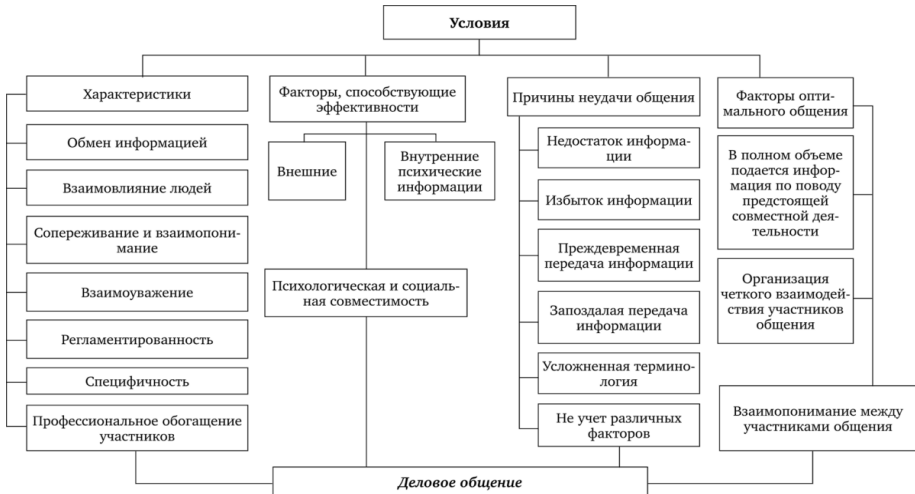 Условия
Характеристики
Обмен информацией
Взаимовлияние людей
Сопереживание и взаимопони-
мание
Взаимоуважение
Регламентированность
Специфичность
Профессиональное обогащение
участников
Факторы, способствующие
эффективности
Внешние
Внутренние
психические
информации
Психологическая и социаль-
ная совместимость
Причины неудачи общения
Недостаток информа-
ции
Избыток информации
Преждевременная
передача информации
Запоздалая передача
информации
Усложненная термино-
логия
Не учет различных
факторов
Факторы опти-
мального общения
В полном объеме
подается инфор-
мация по поводу
предстоящей
совместной дея-
тельности
Организация
четкого взаимодей-
ствия участников
общения
Взаимопонимание между
участниками общения
Деловое общение